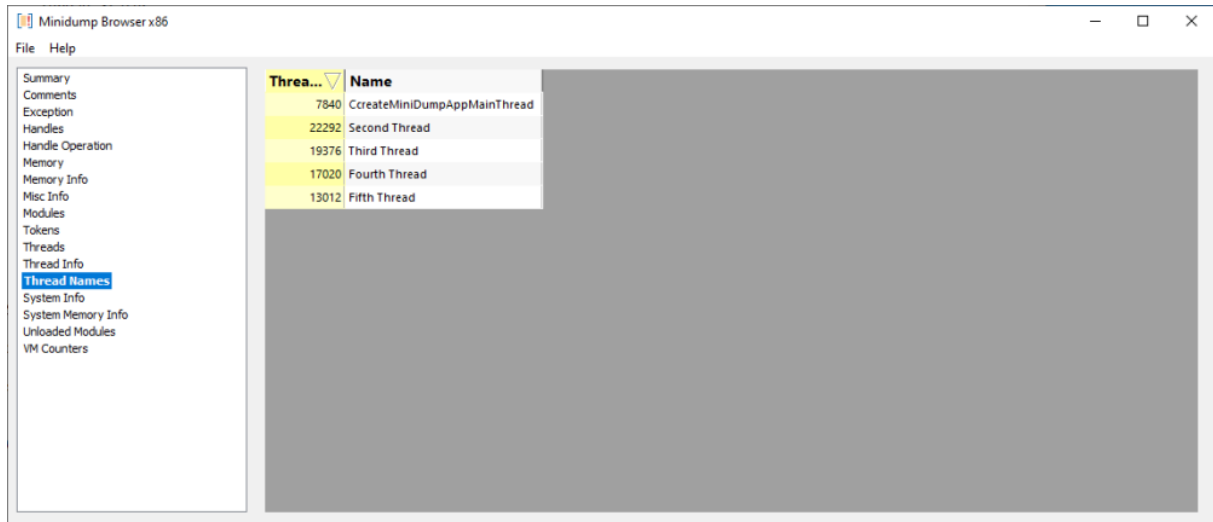 Minidump Browser x86
File Help
Summary
Comments
Exception
Handles
Handle Operation
Memory
Memory Info
Misc Info
Modules
Tokens
Threads
Thread Info
Thread Names
System Info
System Memory Info
Unloaded Modules
VM Counters
Threa... Name
7840 CcreateMiniDumpAppMainThread
22292 Second Thread
19376 Third Thread
17020 Fourth Thread
13012 Fifth Thread